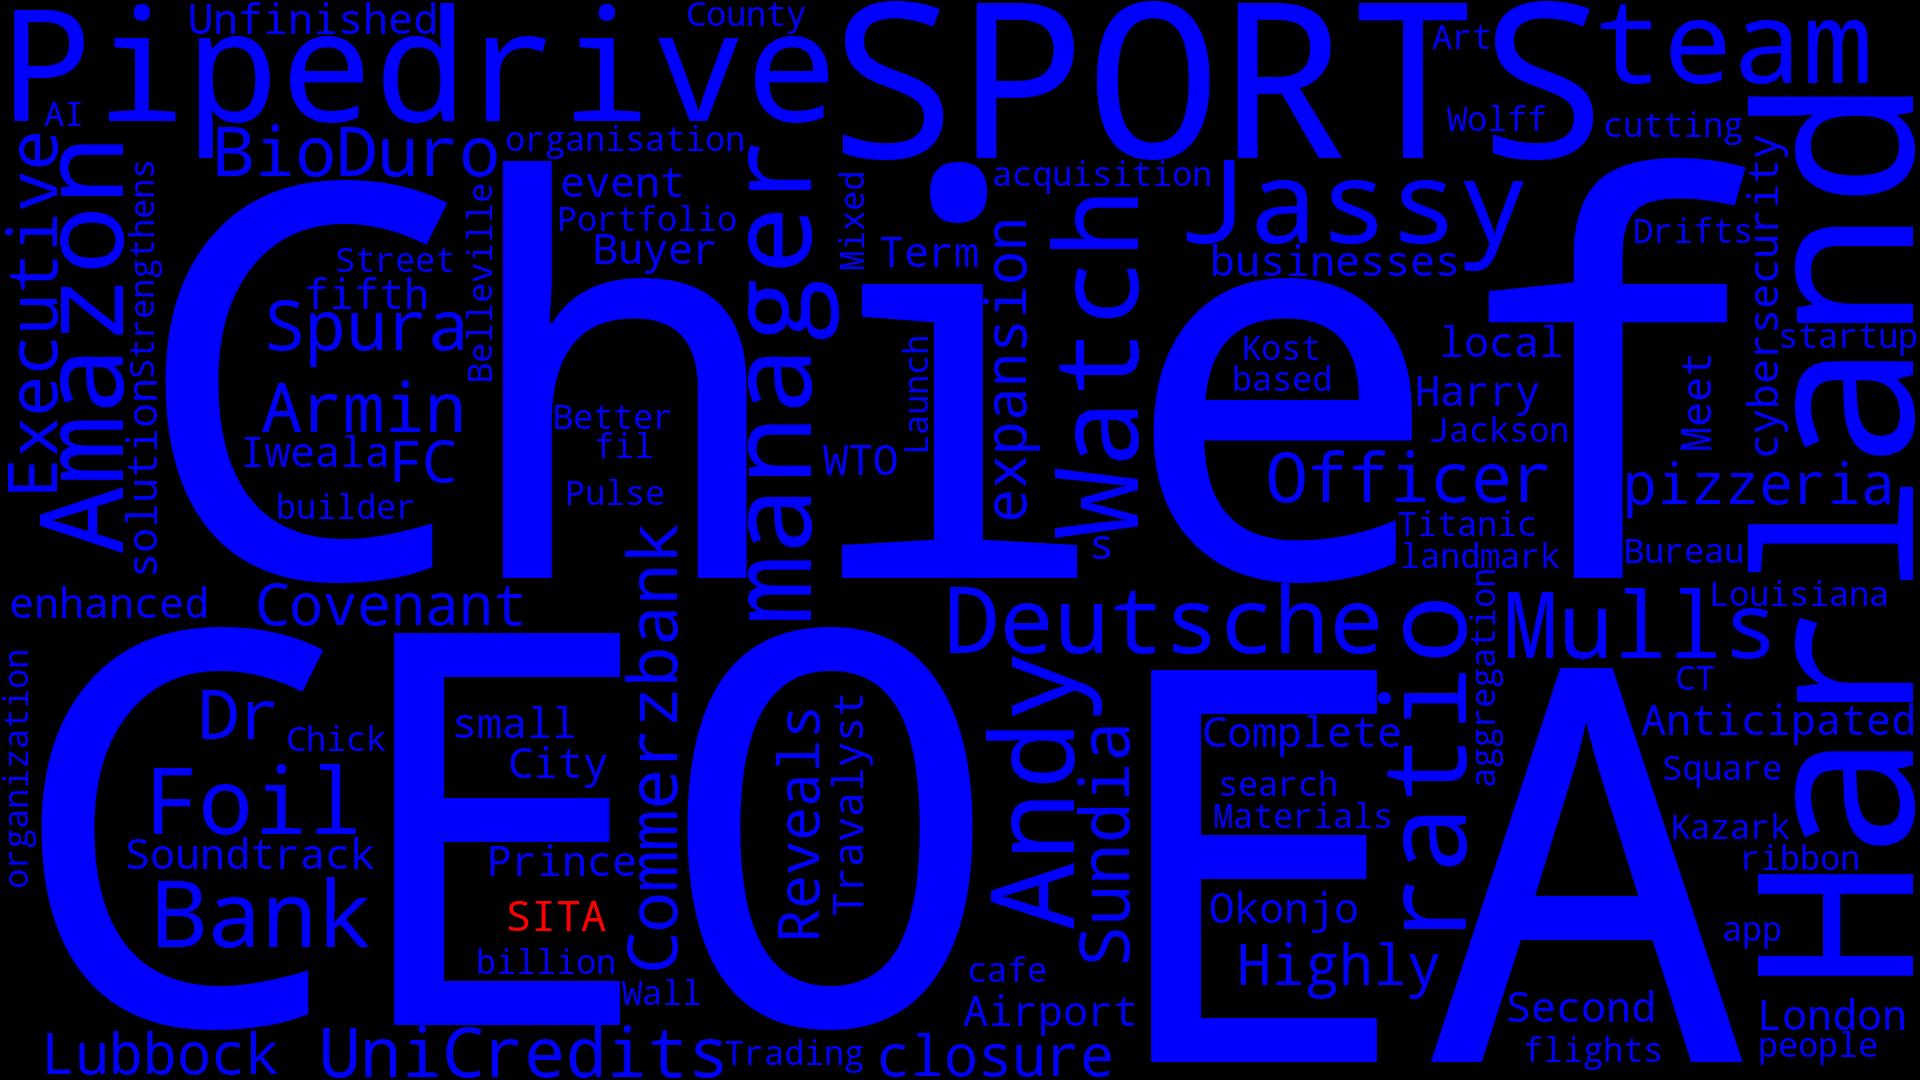 Unfinished
County
Pipedrive
SPORTS
Art
team
AI
BioDuro
organisation
Wolff
cutting
Executive
Amazon
Strengthens
solution
Belleville
event
Portfolio
Buyer
manager
Mixed
acquisition
Term
Jassy
businesses
Drifts
cybersecurity
Harland
Street
fifth
Spura
Chief
expansion
Watch
Launch
Kost
based
local
startup
Meet
Armin
Iweala
FC
Better
fil
WTO
Harry
Jackson
Officer
pizzeria
builder
Pulse
s
Titanic
landmark
Bureau
enhanced
Covenant
Commerzbank
Deutsche
ratio
aggregation
Mulls
Louisiana
organization
CEO
EA
Dr
Chick
small
City
Reveals
Travalyst
Andy
Sundia
Complete
CT
Anticipated
search
Materials
Square
Foil
Soundtrack
Prince
Kazark
ribbon
Bank
SITA
Okonjo
app
billion
Wall
cafe
Highly
Airport
Second
London
Lubbock
UniCredits
Trading
closure
flights
people